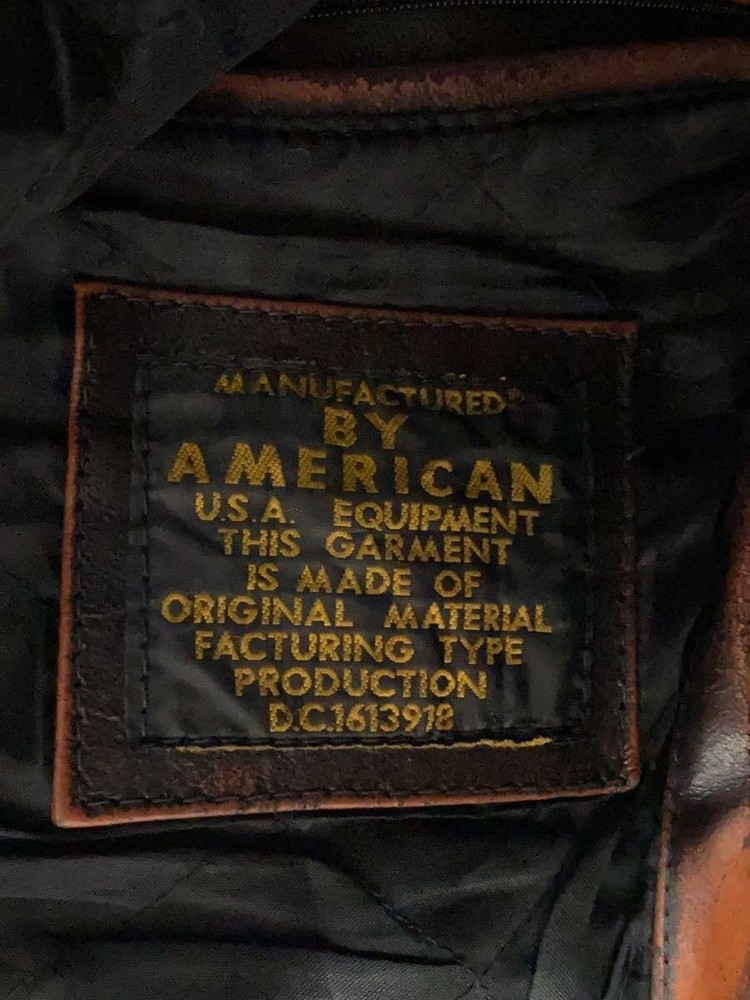 MANUFACTURED®
BY
AMERICAN
U.S.A. EQUIPMENT
THIS GARMENT
IS MADE OF
ORIGINAL MATERIAL
FACTURING TYPE
PRODUCTION
D.C.1613918